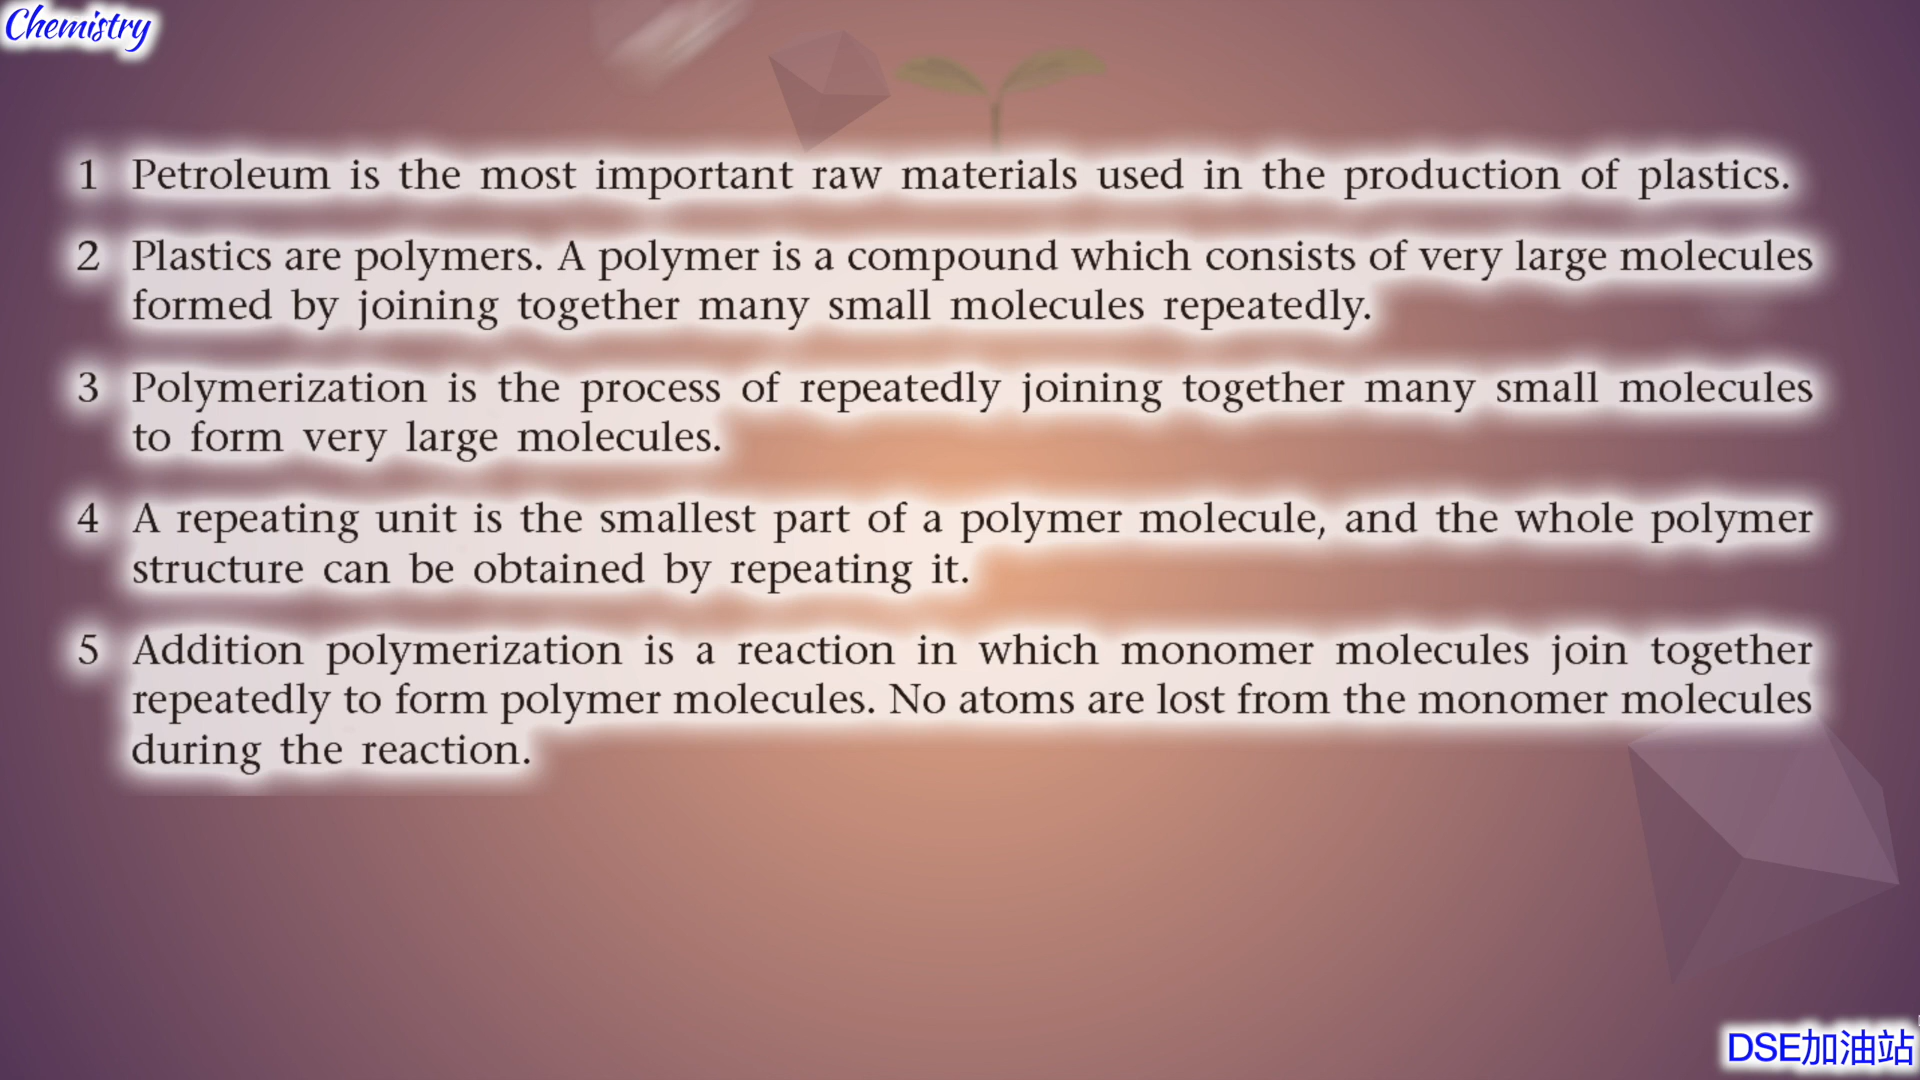 Chemistry
1 Petroleum is the most important raw materials used in the production of plastics.
2 Plastics are polymers. A polymer is a compound which consists of very large molecules
formed by joining together many small molecules repeatedly.
3 Polymerization is the process of repeatedly joining together many small molecules
to form very large molecules.
4 A repeating unit is the smallest part of a polymer molecule, and the whole polymer
structure can be obtained by repeating it.
5 Addition polymerization is a reaction in which monomer molecules join together
repeatedly to form polymer molecules. No atoms are lost from the monomer molecules
during the reaction.
DSE加油站